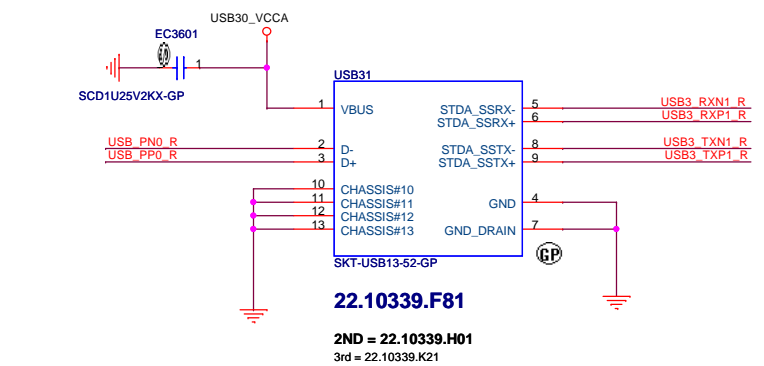 USB30_VCCA
EC3601
1
SCD1U25V2KX-GP
USB31
1 VBUS
STDA_SSRX- 5 USB3_RXN1_R
STDA_SSRX+ 6 USB3_RXP1_R
USB_PN0_R 2 D-
STDA_SSTX- 8 USB3_TXN1_R
USB_PP0_R 3 D+
STDA_SSTX+ 9 USB3_TXP1_R
10 CHASSIS#10
11 CHASSIS#11
GND 4
12 CHASSIS#12
13 CHASSIS#13
GND_DRAIN 7
GP
SKT-USB13-52-GP
22.10339.F81
2ND = 22.10339.H01
3rd = 22.10339.K21